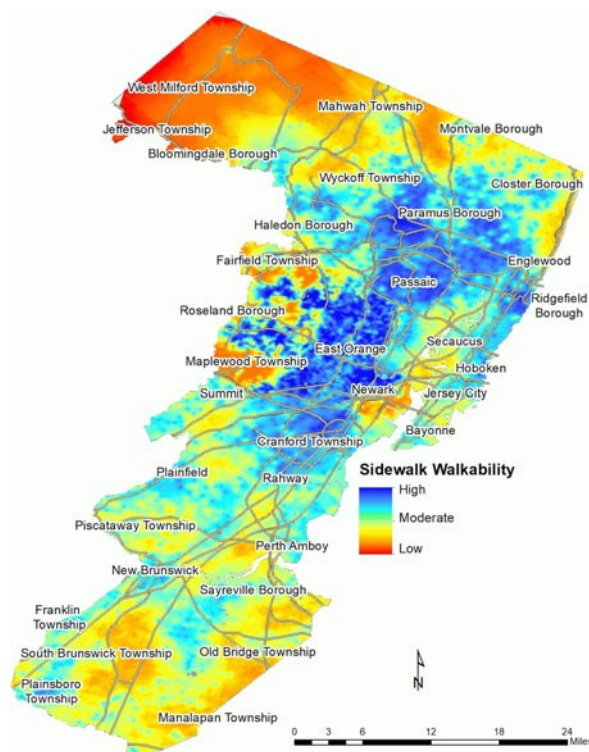 West Milford Township
Mahwah Township
Jefferson Township
Montvale Borough
Bloomingdale Borough
Wyckoff Township
Closter Borough
Paramus Borough
Haledon Borough
Fairfield Township
Englewood
Passaic
Ridgefield
Borough
Roseland Borough
East Orange
Secaucus
Maplewood Township
Hoboken
Summit
Newark
Jersey City
Bayonne
Cranford Township
Sidewalk Walkability
High
Moderate
Low
Plainfield
Rahway
Piscataway Township
Perth Amboy
New Brunswick
Sayreville Borough
Franklin
Township
South Brunswick Township
Old Bridge Township
Plainsboro
Township
Manalapan Township
N
0 3 6 12 18 24
Miles